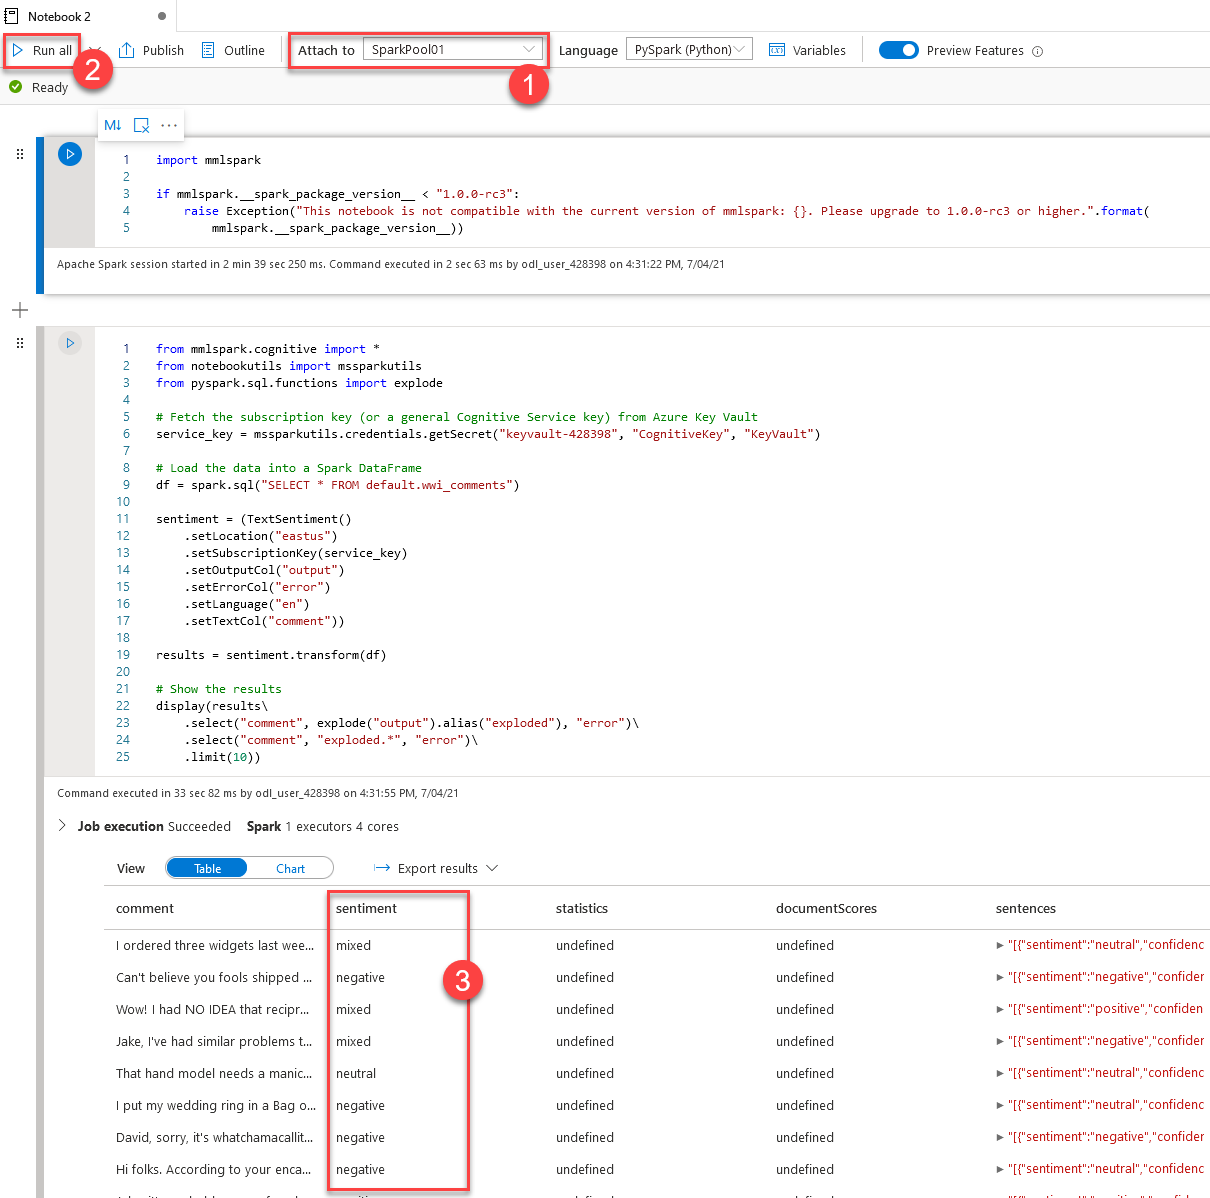 Notebook 2
Run all Publish Outline Attach to SparkPool01 Language PySpark (Python) Variables Preview Features
2
1
Ready
M↓ ...
1 import mmlspark
2
3 if mmlspark.__spark_package_version__ < "1.0.0-rc3":
4 raise Exception("This notebook is not compatible with the current version of mmlspark: {}. Please upgrade to 1.0.0-rc3 or higher.".format(
5 mmlspark.__spark_package_version__))
Apache Spark session started in 2 min 39 sec 250 ms. Command executed in 2 sec 63 ms by odl_user_428398 on 4:31:22 PM, 7/04/21
1 from mmlspark.cognitive import *
2 from notebookutils import mssparkutils
3 from pyspark.sql.functions import explode
4
5 # Fetch the subscription key (or a general Cognitive Service key) from Azure Key Vault
6 service_key = mssparkutils.credentials.getSecret("keyvault-428398", "CognitiveKey", "KeyVault")
7
8 # Load the data into a Spark DataFrame
9 df = spark.sql("SELECT * FROM default.wwi_comments")
10
11 sentiment = (TextSentiment()
12 .setLocation("eastus")
13 .setSubscriptionKey(service_key)
14 .setOutputCol("output")
15 .setErrorCol("error")
16 .setLanguage("en")
17 .setTextCol("comment"))
18
19 results = sentiment.transform(df)
20
21 # Show the results
22 display(results\
23 .select("comment", explode("output").alias("exploded"), "error")\
24 .select("comment", "exploded.*", "error")\
25 .limit(10))
Command executed in 33 sec 82 ms by odl_user_428398 on 4:31:55 PM, 7/04/21
Job execution Succeeded Spark 1 executors 4 cores
View Table Chart Export results
comment sentiment statistics documentScores sentences
I ordered three widgets last wee... mixed undefined undefined "[{"sentiment":"neutral","confidenc
Can't believe you fools shipped ... negative undefined undefined "[{"sentiment":"negative","confiden
3
Wow! I had NO IDEA that recipr... mixed undefined undefined "[{"sentiment":"positive","confiden
Jake, I've had similar problems t... mixed undefined undefined "[{"sentiment":"negative","confiden
That hand model needs a manic... neutral undefined undefined "[{"sentiment":"neutral","confidenc
I put my wedding ring in a Bag o... negative undefined undefined "[{"sentiment":"neutral","confidenc
David, sorry, it's whatchamacallit... negative undefined undefined "[{"sentiment":"negative","confiden
Hi folks. According to your enca... negative undefined undefined "[{"sentiment":"neutral","confidenc